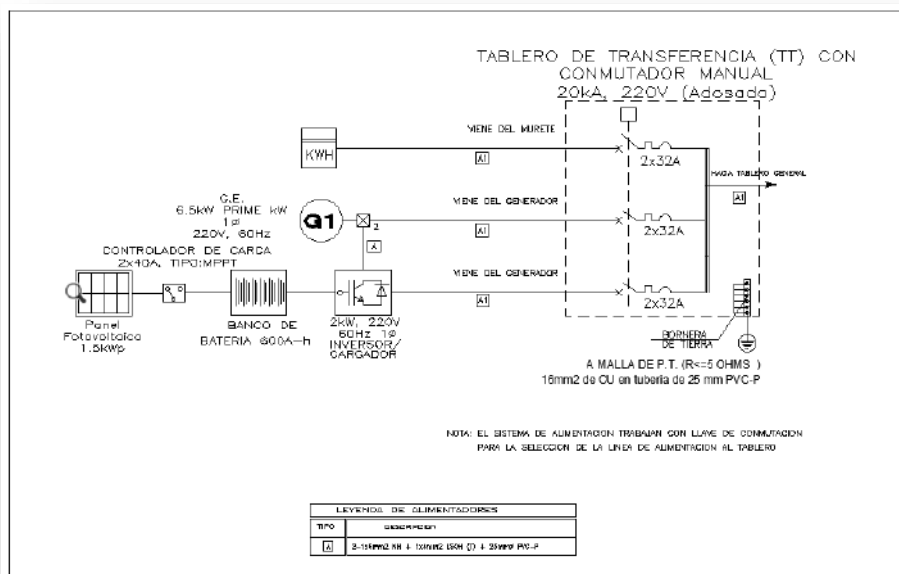 TABLERO DE TRANSFERENCIA (TT) CON
CONMUTADOR MANUAL
20kA, 220V (Adosado)
VIENE DEL MURETE
KWH
A1
2x32A
HACIA TABLERO GENERAL
A1
G.E.
6.5kW PRIME kW
1ø
220V, 60Hz
G1
2
VIENE DEL GENERADOR
A1
2x32A
A
CONTROLADOR DE CARGA
2x40A, TIPO:MPPT
VIENE DEL GENERADOR
A1
2x32A
Panel
Fotovoltaico
1.5kWp
BANCO DE
BATERIA 600A-h
2kW, 220V
60Hz 1ø
INVERSOR/
CARGADOR
BORNERA
DE TIERRA
A MALLA DE P.T. (R<=5 OHMS )
16mm2 de CU en tuberia de 25 mm PVC-P
NOTA: EL SISTEMA DE ALIMENTACION TRABAJAN CON LLAVE DE CONMUTACION
PARA LA SELECCION DE LA LINEA DE ALIMENTACION AL TABLERO
LEYENDA DE ALIMENTADORES
TIPO
DESCRIPCION
A
PVC-P